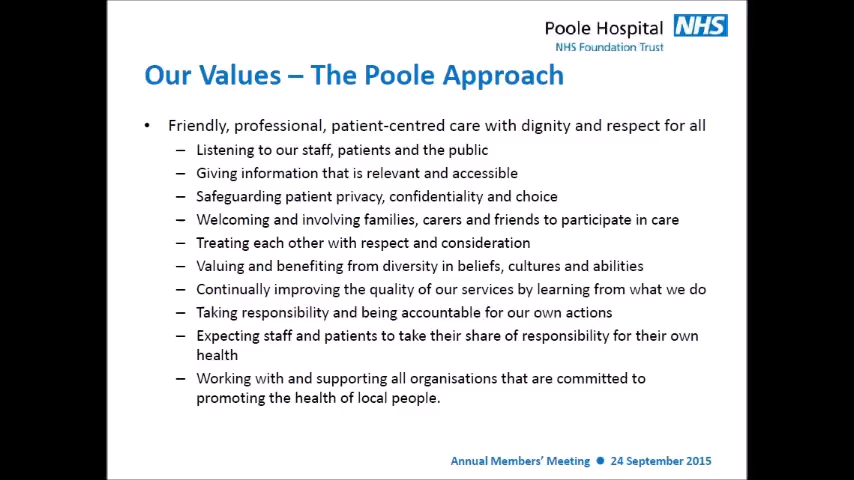 Poole Hospital NHS
NHS Foundation Trust
Our Values – The Poole Approach
• Friendly, professional, patient-centred care with dignity and respect for all
– Listening to our staff, patients and the public
– Giving information that is relevant and accessible
– Safeguarding patient privacy, confidentiality and choice
– Welcoming and involving families, carers and friends to participate in care
– Treating each other with respect and consideration
– Valuing and benefiting from diversity in beliefs, cultures and abilities
– Continually improving the quality of our services by learning from what we do
– Taking responsibility and being accountable for our own actions
– Expecting staff and patients to take their share of responsibility for their own
health
– Working with and supporting all organisations that are committed to
promoting the health of local people.
Annual Members’ Meeting ● 24 September 2015